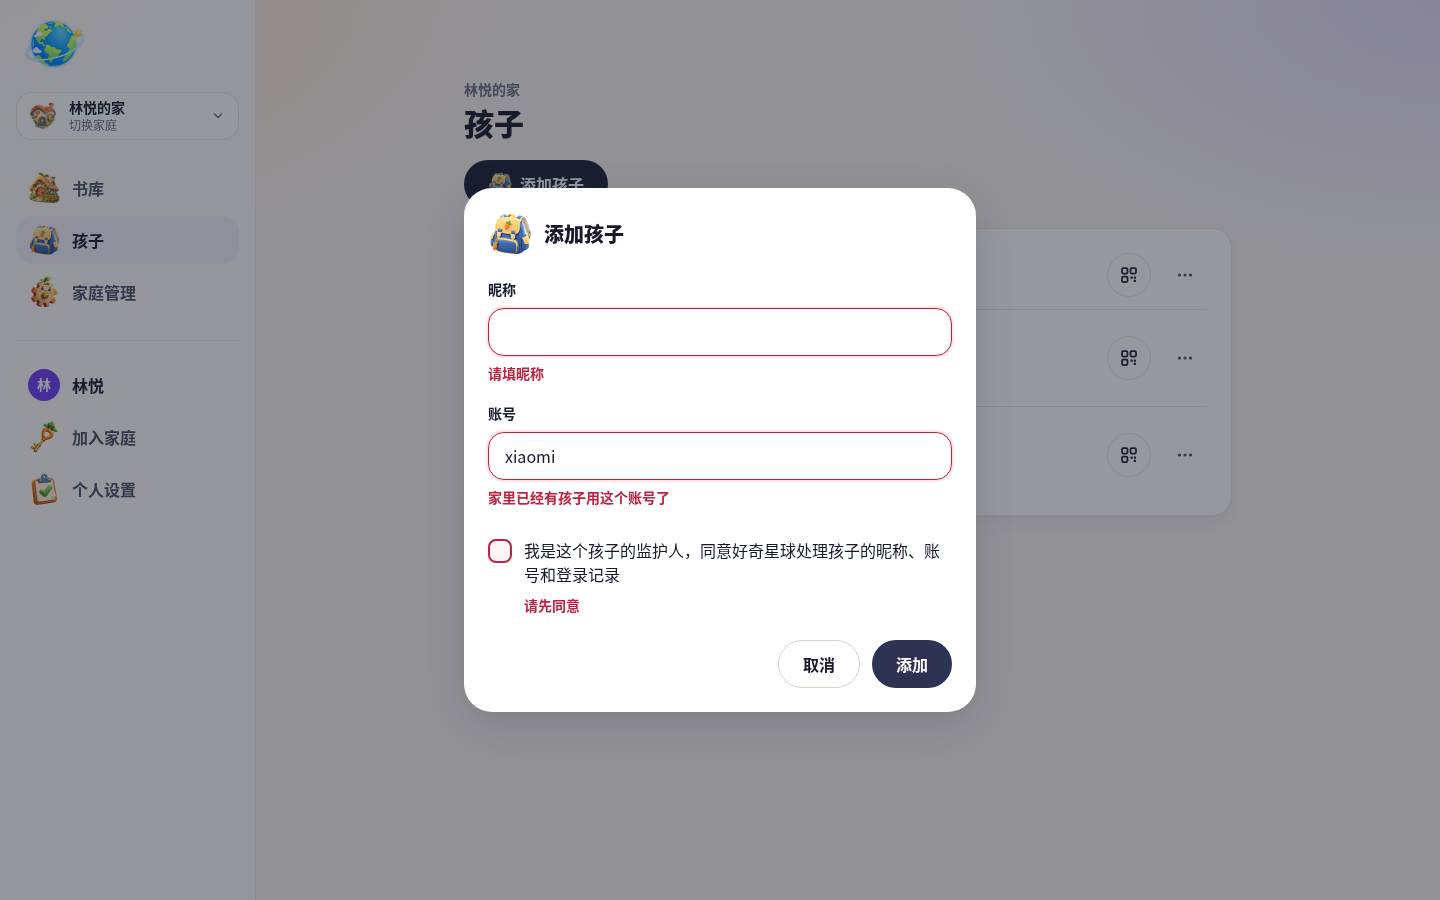 林悦的家
切换家庭
书库
孩子
家庭管理
林
林悦
加入家庭
个人设置
林悦的家
孩子
添加孩子
添加孩子
昵称
请填昵称
账号
xiaomi
家里已经有孩子用这个账号了
我是这个孩子的监护人，同意好奇星球处理孩子的昵称、账
号和登录记录
请先同意
取消
添加